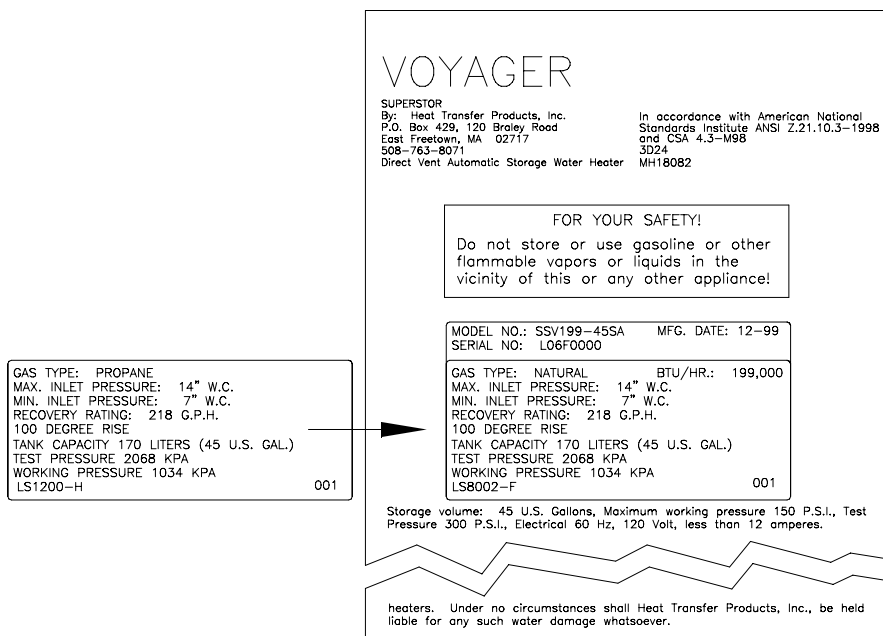 VOYAGER
SUPERSTOR
By: Heat Transfer Products, Inc.
P.O. Box 429, 120 Braley Road
East Freetown, MA 02717
508-763-8071
Direct Vent Automatic Storage Water Heater
In accordance with American National
Standards Institute ANSI Z.21.10.3-1998
and CSA 4.3-M98
3D24
MH18082
FOR YOUR SAFETY!
Do not store or use gasoline or other
flammable vapors or liquids in the
vicinity of this or any other appliance!
MODEL NO.: SSV199-45SA MFG. DATE: 12-99
SERIAL NO: L06F0000
GAS TYPE: PROPANE
MAX. INLET PRESSURE: 14" W.C.
MIN. INLET PRESSURE: 7" W.C.
RECOVERY RATING: 218 G.P.H.
100 DEGREE RISE
TANK CAPACITY 170 LITERS (45 U.S. GAL.)
TEST PRESSURE 2068 KPA
WORKING PRESSURE 1034 KPA
LS1200-H 001
GAS TYPE: NATURAL BTU/HR.: 199,000
MAX. INLET PRESSURE: 14" W.C.
MIN. INLET PRESSURE: 7" W.C.
RECOVERY RATING: 218 G.P.H.
100 DEGREE RISE
TANK CAPACITY 170 LITERS (45 U.S. GAL.)
TEST PRESSURE 2068 KPA
WORKING PRESSURE 1034 KPA
LS8002-F 001
Storage volume: 45 U.S. Gallons, Maximum working pressure 150 P.S.I., Test
Pressure 300 P.S.I., Electrical 60 Hz, 120 Volt, less than 12 amperes.
heaters. Under no circumstances shall Heat Transfer Products, Inc., be held
liable for any such water damage whatsoever.